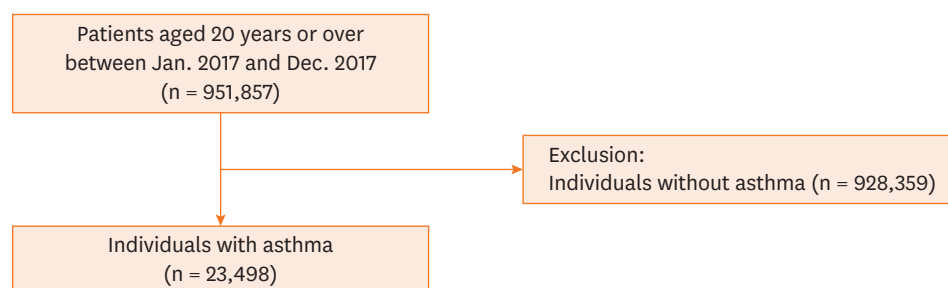 Patients aged 20 years or over
between Jan. 2017 and Dec. 2017
(n = 951,857)
Exclusion:
Individuals without asthma (n = 928,359)
Individuals with asthma
(n = 23,498)